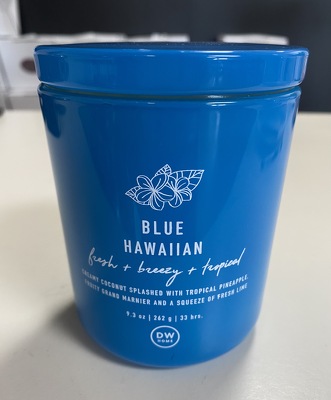 BLUE
HAWAIIAN
fresh + breezy + tropical
CREAMY COCONUT SPLASHED WITH TROPICAL PINEAPPLE,
FRUITY GRAND MARNIER AND A SQUEEZE OF FRESH LIME
9.3 oz | 262 g | 33 hrs.
DW
HOME